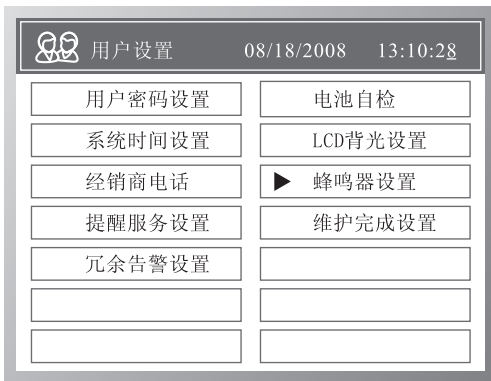 用户设置 08/18/2008 13:10:28
用户密码设置
系统时间设置
经销商电话
提醒服务设置
冗余告警设置
电池自检
LCD背光设置
蜂鸣器设置
维护完成设置